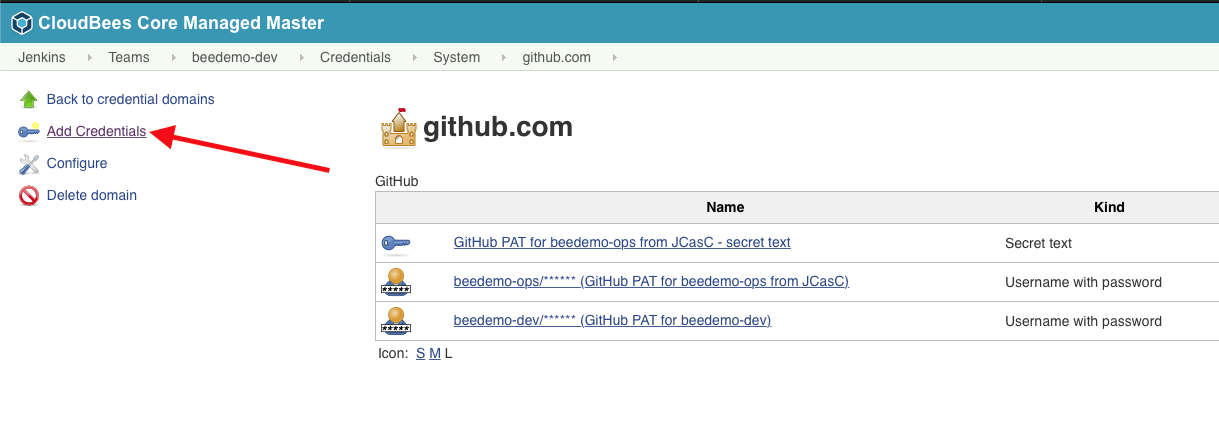 CloudBees Core Managed Master
Jenkins Teams beedemo-dev Credentials System github.com
Back to credential domains
Add Credentials
Configure
Delete domain
github.com
GitHub
Name Kind
GitHub PAT for beedemo-ops from JCasC - secret text Secret text
beedemo-ops/****** (GitHub PAT for beedemo-ops from JCasC) Username with password
beedemo-dev/****** (GitHub PAT for beedemo-dev) Username with password
Icon: S M L